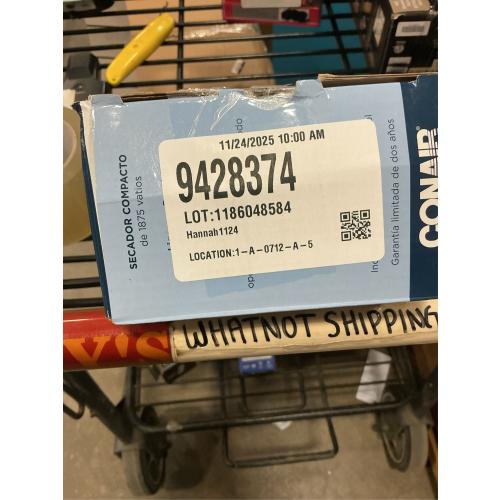 11/24/2025 10:00 AM
9428374
LOT:1186048584
Hannah1124
LOCATION:1-A-0712-A-5
SECADOR COMPACTO
de 1875 vatios
Garantía limitada de dos años
CONAIR
WHATNOT SHIPPING